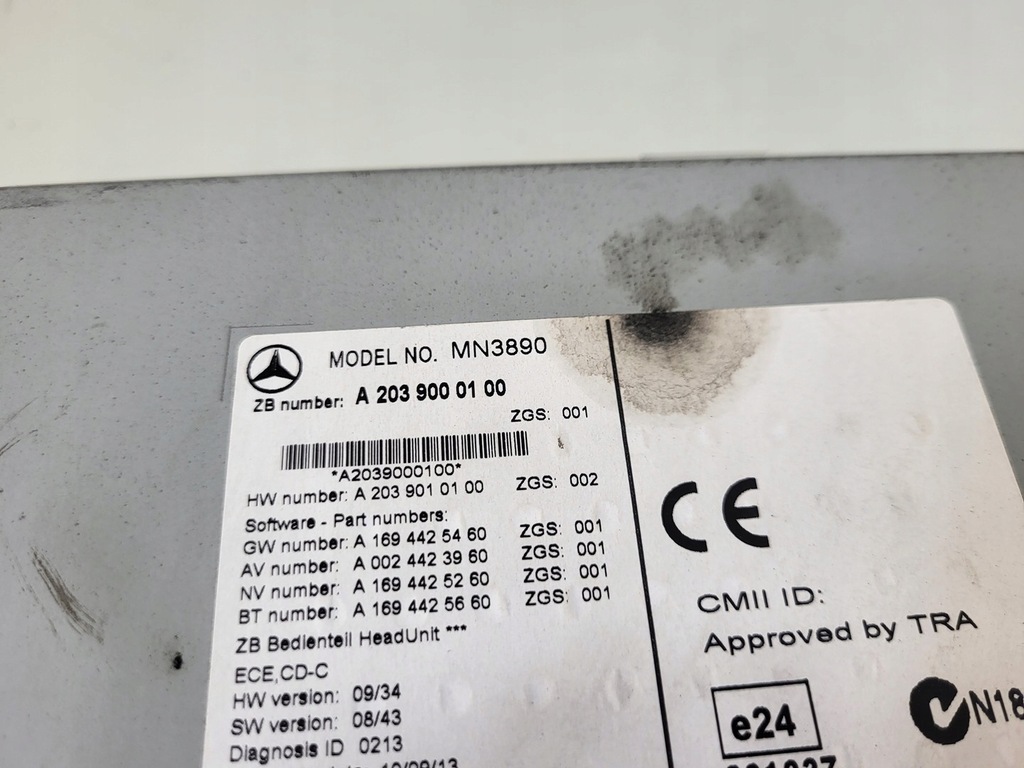 MODEL NO. MN3890
ZB number: A 203 900 01 00
ZGS: 001
*A2039000100*
HW number: A 203 901 01 00 ZGS: 002
Software - Part numbers:
GW number: A 169 442 54 60 ZGS: 001
AV number: A 002 442 39 60 ZGS: 001
NV number: A 169 442 52 60 ZGS: 001
BT number: A 169 442 56 60 ZGS: 001
ZB Bedienteil HeadUnit ***
ECE,CD-C
HW version: 09/34
SW version: 08/43
Diagnosis ID 0213
10/09/13
CE
CMII ID:
Approved by TRA
e24
N18